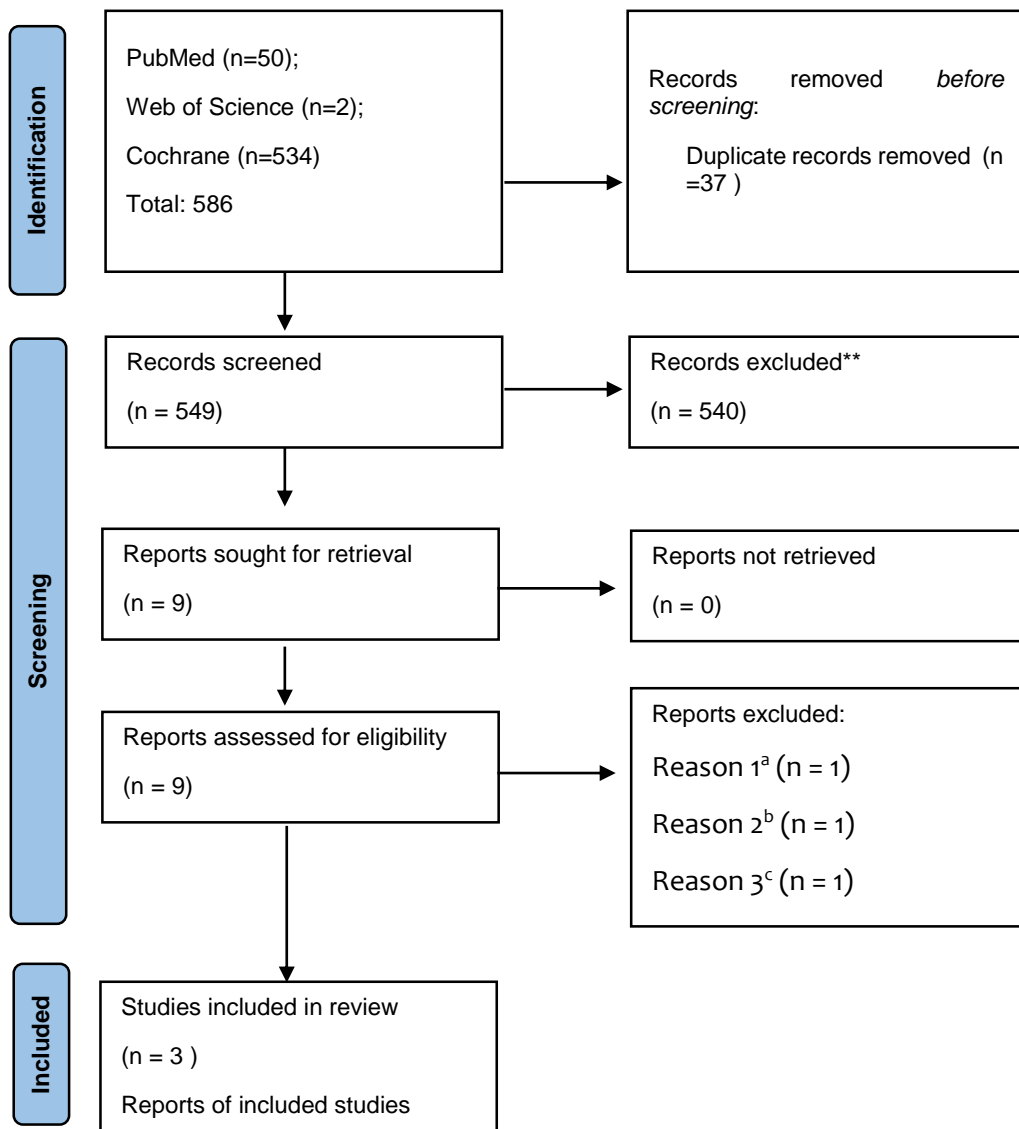 Identification
PubMed (n=50);
Web of Science (n=2);
Cochrane (n=534)
Total: 586
Records removed before
screening:
Duplicate records removed (n
=37 )
Screening
Records screened
(n = 549)
Records excluded**
(n = 540)
Reports sought for retrieval
(n = 9)
Reports not retrieved
(n = 0)
Reports assessed for eligibility
(n = 9)
Reports excluded:
Reason 1ᵃ (n = 1)
Reason 2ᵇ (n = 1)
Reason 3ᶜ (n = 1)
Included
Studies included in review
(n = 3 )
Reports of included studies